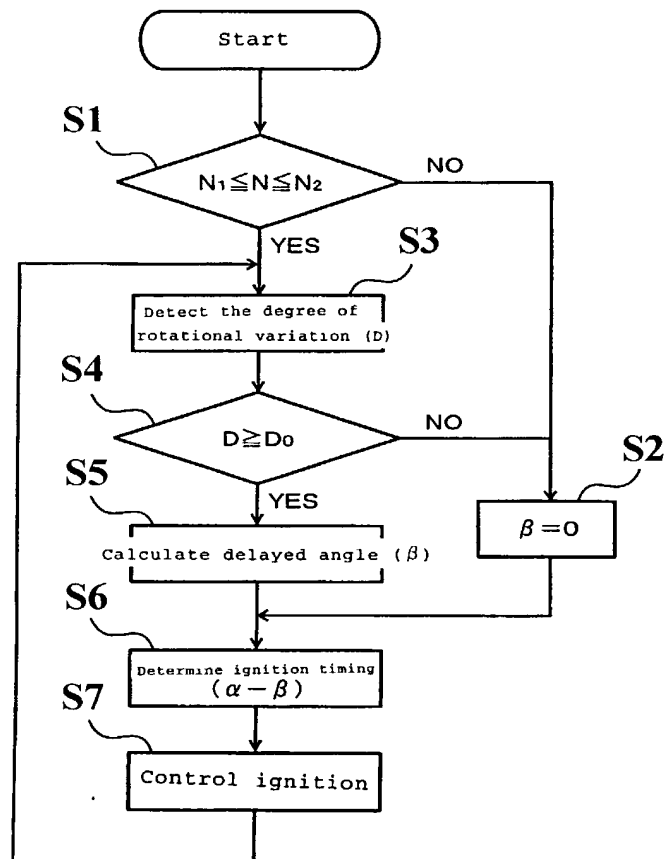 Start
S1
N₁≦N≦N₂
NO
YES
S3
Detect the degree of
rotational variation (D)
S4
D≧D₀
NO
YES
S2
β=0
S5
Calculate delayed angle (β)
S6
Determine ignition timing
(α－β)
S7
Control ignition